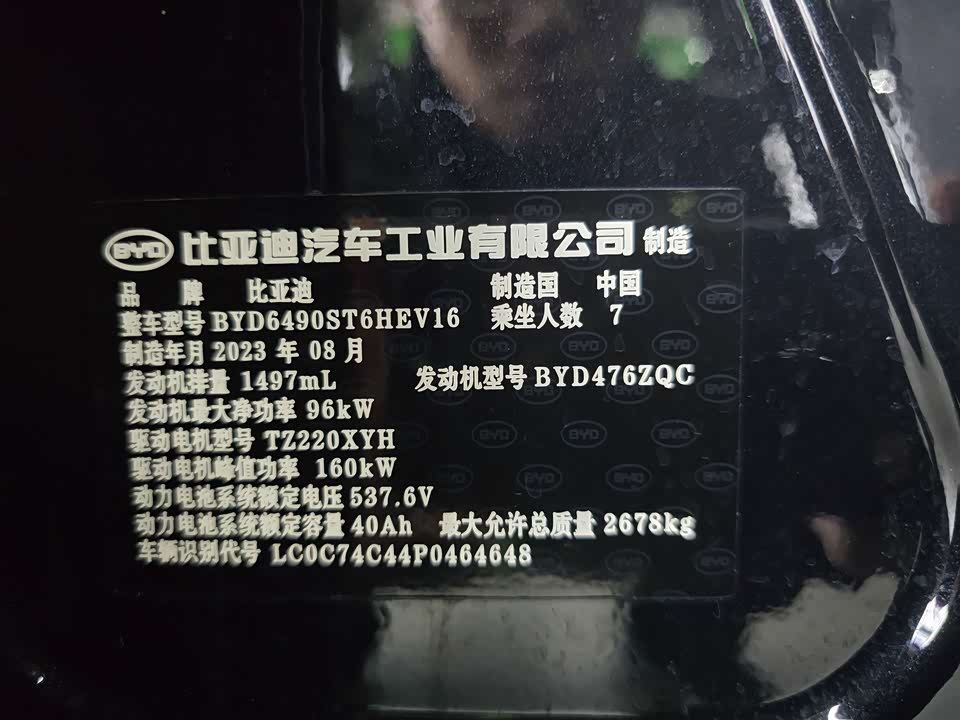 BYD 比亚迪汽车工业有限公司 制造
品 牌 比亚迪 制造国 中国
整车型号 BYD6490ST6HEV16 乘坐人数 7
制造年月 2023 年 08 月
发动机排量 1497mL 发动机型号 BYD476ZQC
发动机最大净功率 96kW
驱动电机型号 TZ220XYH
驱动电机峰值功率 160kW
动力电池系统额定电压 537.6V
动力电池系统额定容量 40Ah 最大允许总质量 2678kg
车辆识别代号 LC0C74C44P0464648